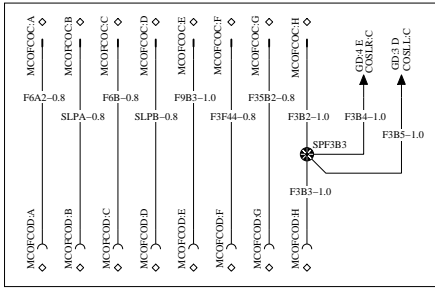 MCOFCOC:A
MCOFCOC:B
MCOFCOC:C
MCOFCOC:D
MCOFCOC:E
MCOFCOC:F
MCOFCOC:G
MCOFCOC:H
GD:4 E
COSLR:C
GD:3 D
COSLL:C
F6A2-0.8
F6B-0.8
F9B3-1.0
F35B2-0.8
F3B2-1.0
F3B4-1.0
SLPA-0.8
SLPB-0.8
F3F44-0.8
F3B5-1.0
SPF3B3
F3B3-1.0
MCOFCOD:A
MCOFCOD:B
MCOFCOD:C
MCOFCOD:D
MCOFCOD:E
MCOFCOD:F
MCOFCOD:G
MCOFCOD:H